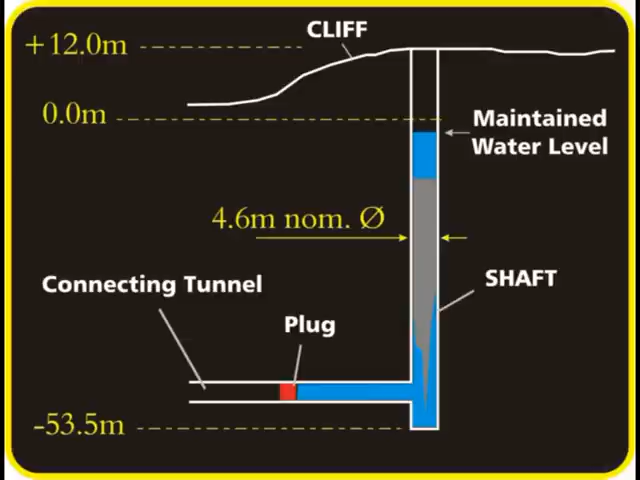 CLIFF
+12.0m
0.0m
Maintained
Water Level
4.6m nom. Ø
Connecting Tunnel
SHAFT
Plug
-53.5m